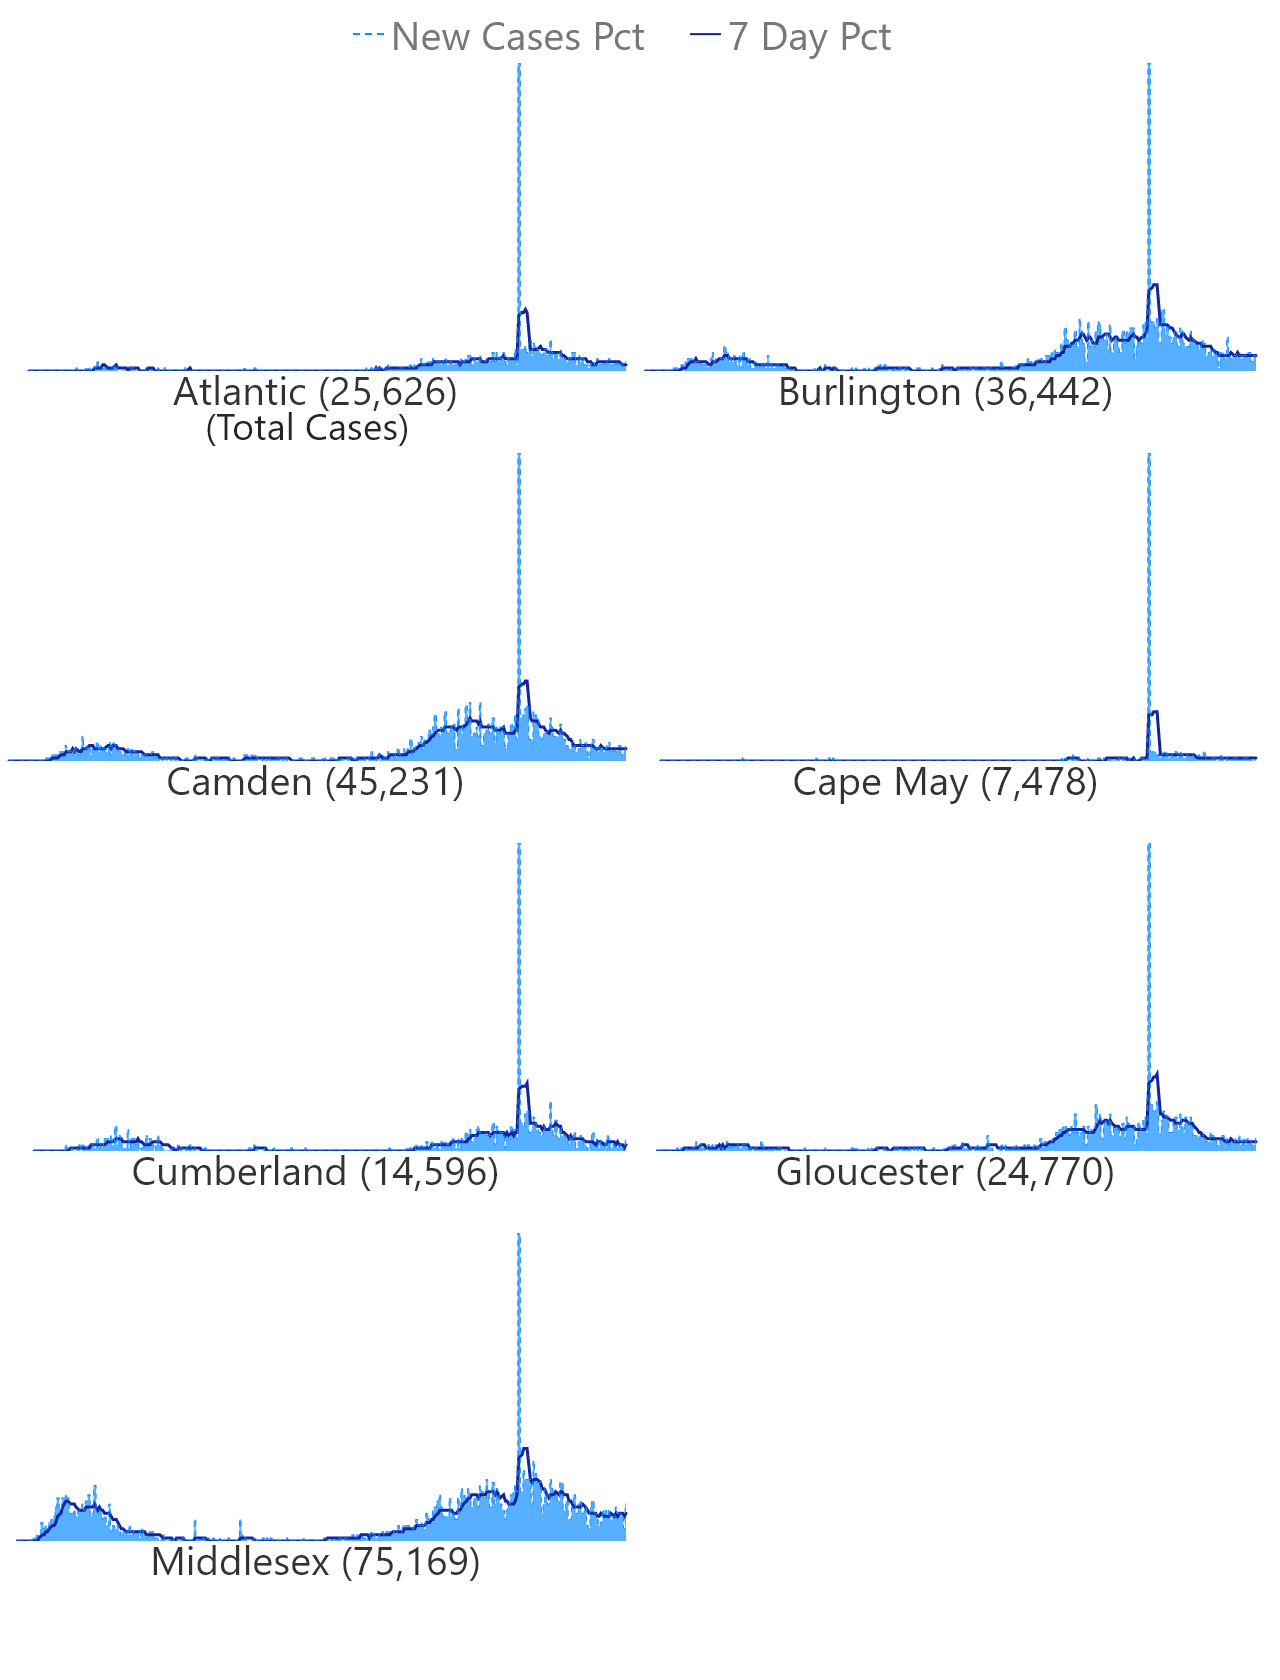 New Cases Pct 7 Day Pct
Atlantic (25,626)
(Total Cases)
Burlington (36,442)
Camden (45,231)
Cape May (7,478)
Cumberland (14,596)
Gloucester (24,770)
Middlesex (75,169)